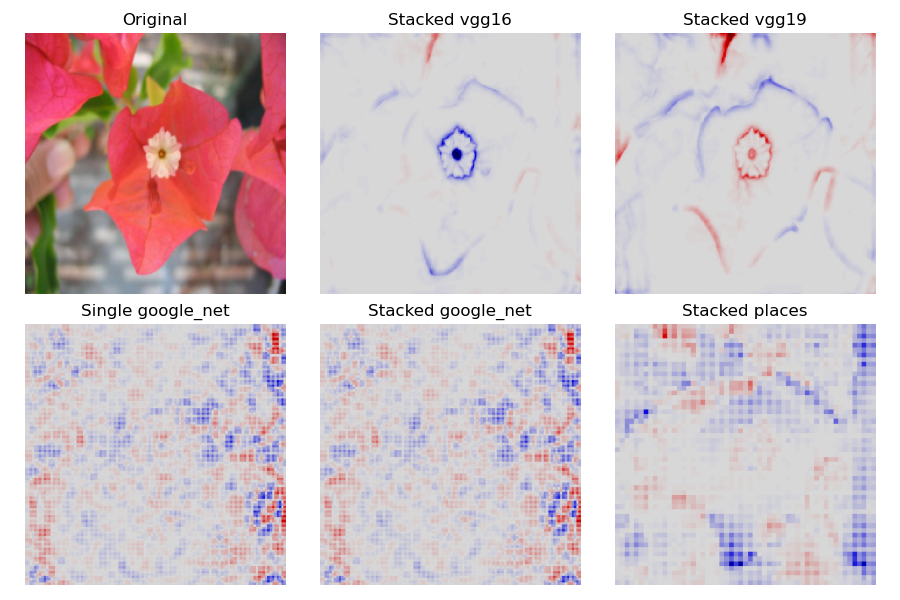 Original
Stacked vgg16
Stacked vgg19
Single google_net
Stacked google_net
Stacked places